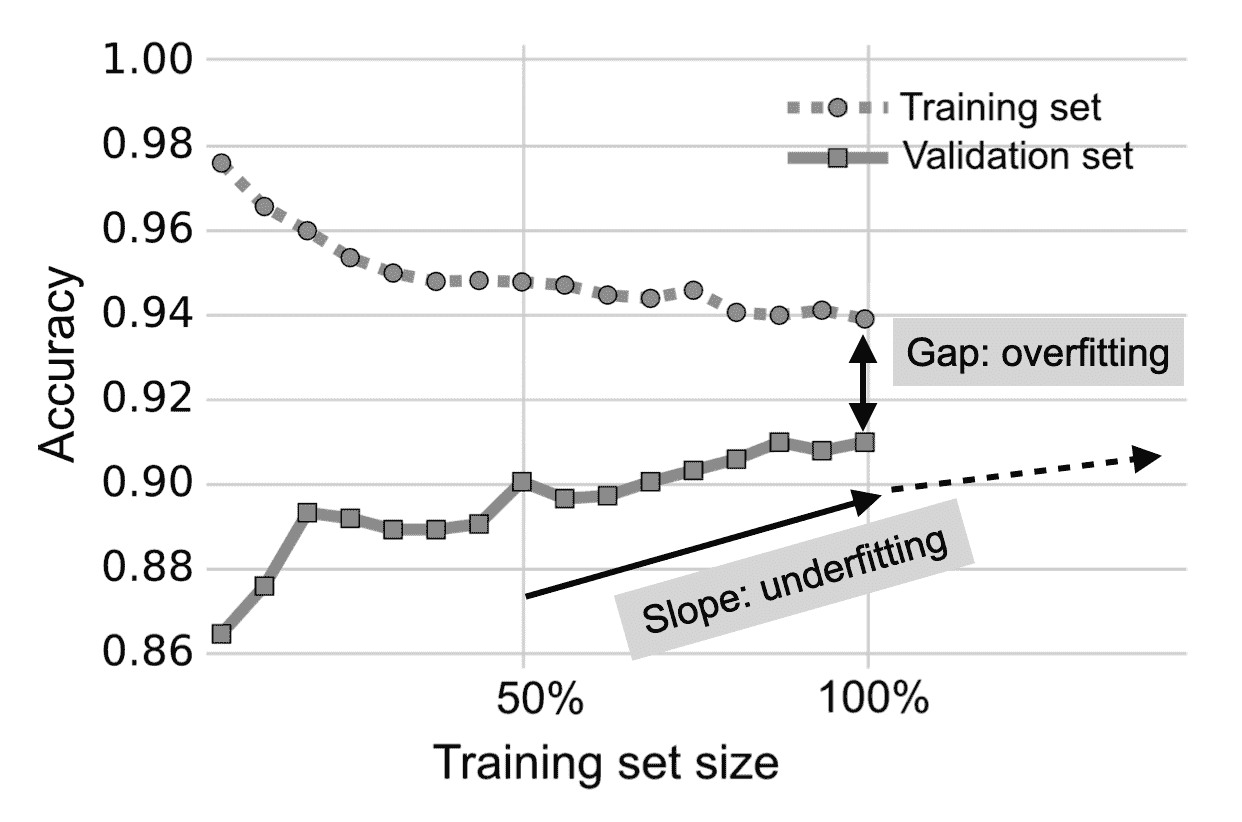 1.00
0.98
0.96
0.94
0.92
0.90
0.88
0.86
Accuracy
Training set
Validation set
Gap: overfitting
Slope: underfitting
50%
100%
Training set size